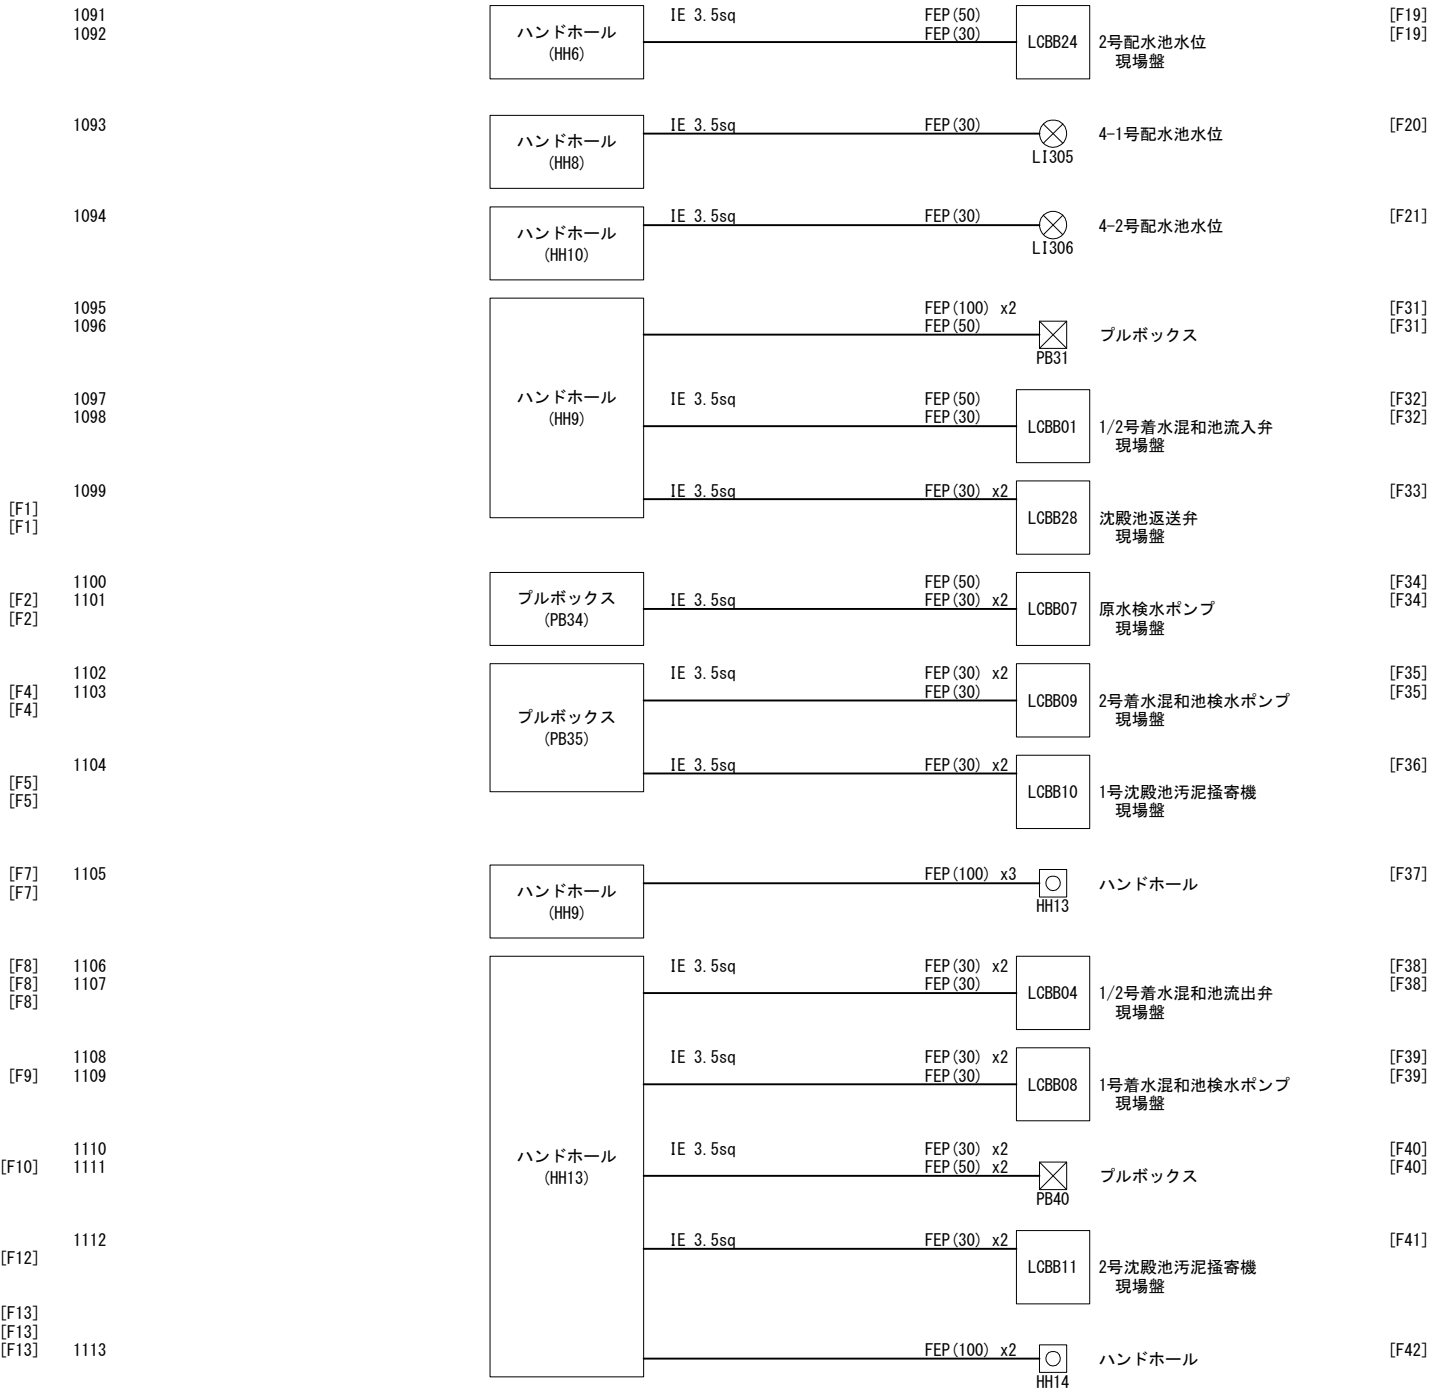 1091 IE 3.5sq FEP(50) [F19]
1092 ハンドホール FEP(30) LCBB24 2号配水池水位 [F19]
(HH6) 現場盤
1093 IE 3.5sq FEP(30) 4-1号配水池水位 [F20]
ハンドホール
(HH8) LI305
1094 IE 3.5sq FEP(30) 4-2号配水池水位 [F21]
ハンドホール
(HH10) LI306
1095 FEP(100) x2 [F31]
1096 FEP(50) プルボックス [F31]
PB31
1097 ハンドホール IE 3.5sq FEP(50) [F32]
1098 (HH9) FEP(30) LCBB01 1/2号着水混和池流入弁 [F32]
現場盤
1099 IE 3.5sq FEP(30) x2 [F33]
[F1] LCBB28 沈殿池返送弁
[F1] 現場盤
1100 FEP(50) [F34]
[F2] 1101 プルボックス IE 3.5sq FEP(30) x2 LCBB07 原水検水ポンプ [F34]
[F2] (PB34) 現場盤
1102 IE 3.5sq FEP(30) x2 [F35]
[F4] 1103 FEP(30) LCBB09 2号着水混和池検水ポンプ [F35]
[F4] プルボックス 現場盤
(PB35)
1104 IE 3.5sq FEP(30) x2 [F36]
[F5] LCBB10 1号沈殿池汚泥掻寄機
[F5] 現場盤
[F7] 1105 FEP(100) x3 ハンドホール [F37]
[F7] ハンドホール
(HH9) HH13
[F8] 1106 IE 3.5sq FEP(30) x2 [F38]
[F8] 1107 FEP(30) LCBB04 1/2号着水混和池流出弁 [F38]
[F8] 現場盤
1108 IE 3.5sq FEP(30) x2 [F39]
[F9] 1109 FEP(30) LCBB08 1号着水混和池検水ポンプ [F39]
現場盤
1110 IE 3.5sq FEP(30) x2 [F40]
[F10] 1111 ハンドホール FEP(50) x2 プルボックス [F40]
(HH13) PB40
1112 IE 3.5sq FEP(30) x2 [F41]
[F12] LCBB11 2号沈殿池汚泥掻寄機
現場盤
[F13]
[F13]
[F13] 1113 FEP(100) x2 ハンドホール [F42]
HH14